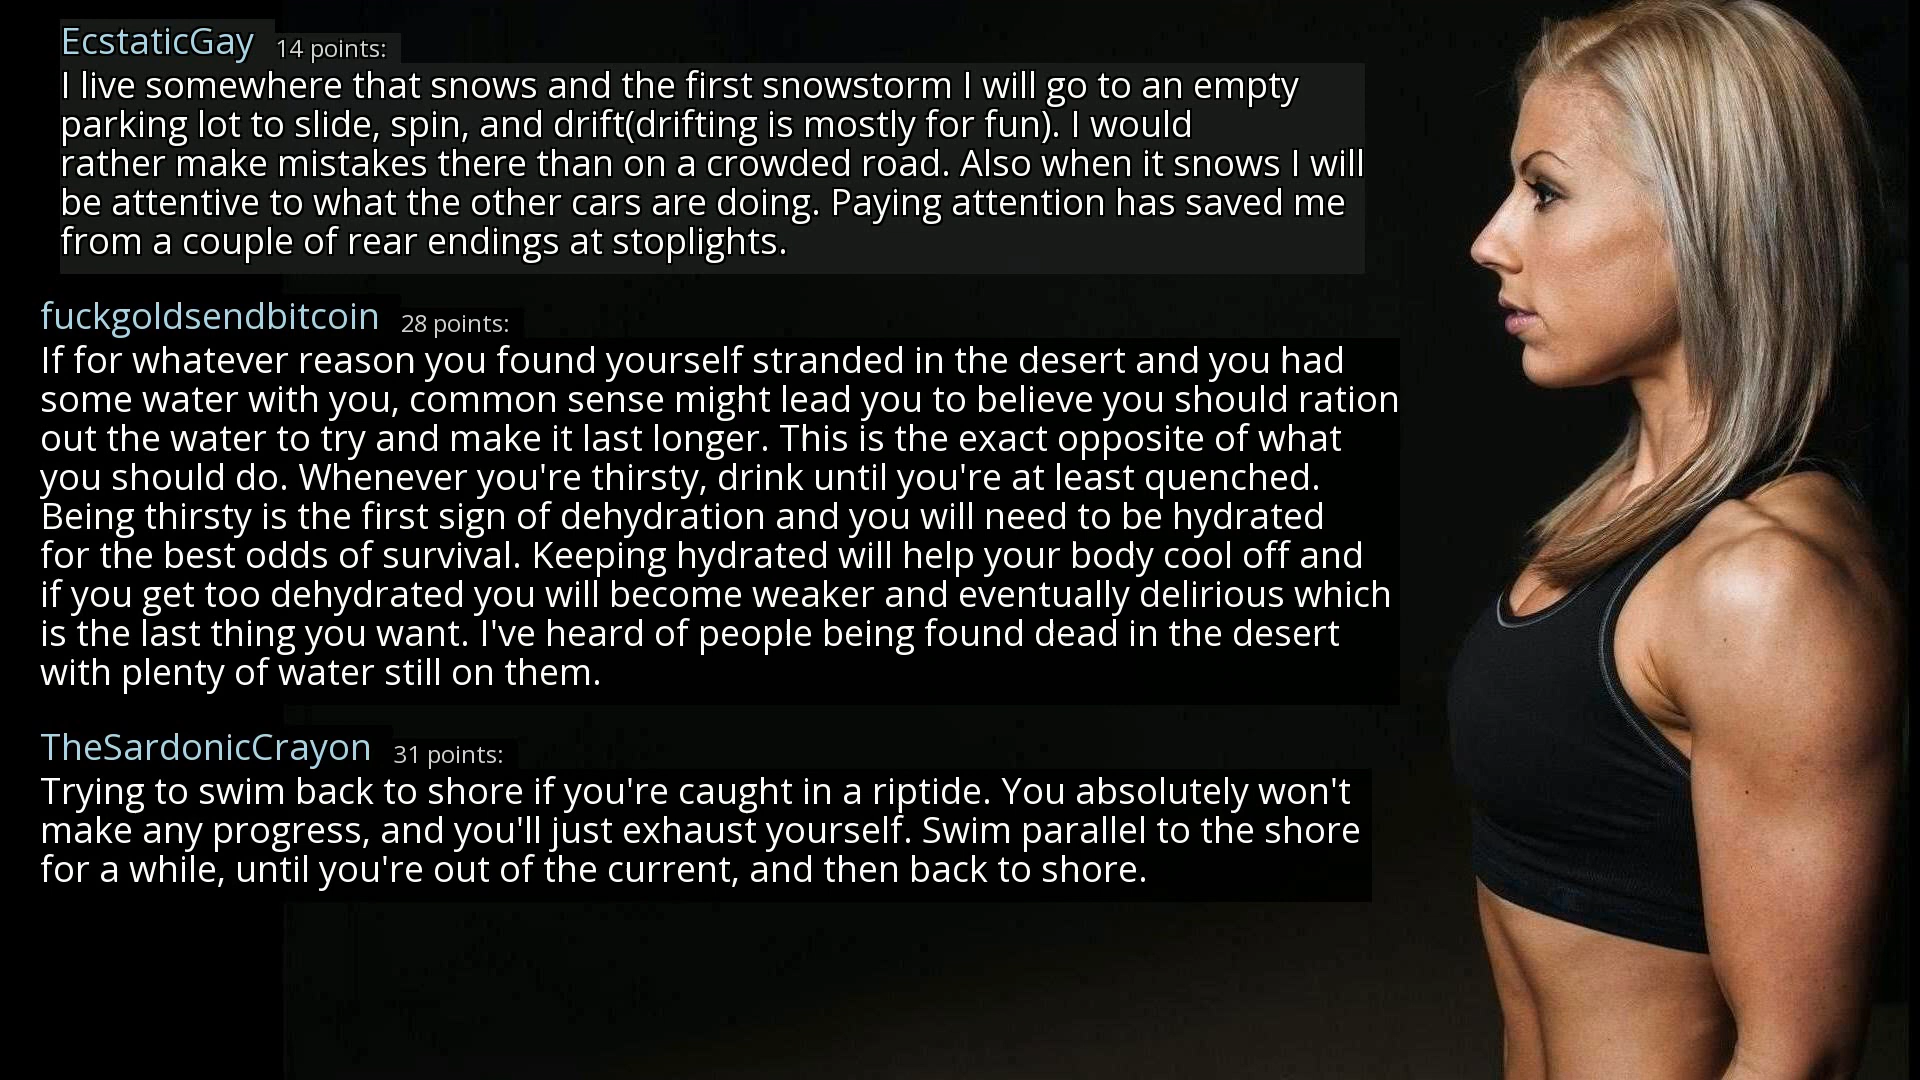 EcstaticGay 14 points:
I live somewhere that snows and the first snowstorm I will go to an empty
parking lot to slide, spin, and drift(drifting is mostly for fun). I would
rather make mistakes there than on a crowded road. Also when it snows I will
be attentive to what the other cars are doing. Paying attention has saved me
from a couple of rear endings at stoplights.
fuckgoldsendbitcoin 28 points:
If for whatever reason you found yourself stranded in the desert and you had
some water with you, common sense might lead you to believe you should ration
out the water to try and make it last longer. This is the exact opposite of what
you should do. Whenever you're thirsty, drink until you're at least quenched.
Being thirsty is the first sign of dehydration and you will need to be hydrated
for the best odds of survival. Keeping hydrated will help your body cool off and
if you get too dehydrated you will become weaker and eventually delirious which
is the last thing you want. I've heard of people being found dead in the desert
with plenty of water still on them.
TheSardonicCrayon 31 points:
Trying to swim back to shore if you're caught in a riptide. You absolutely won't
make any progress, and you'll just exhaust yourself. Swim parallel to the shore
for a while, until you're out of the current, and then back to shore.